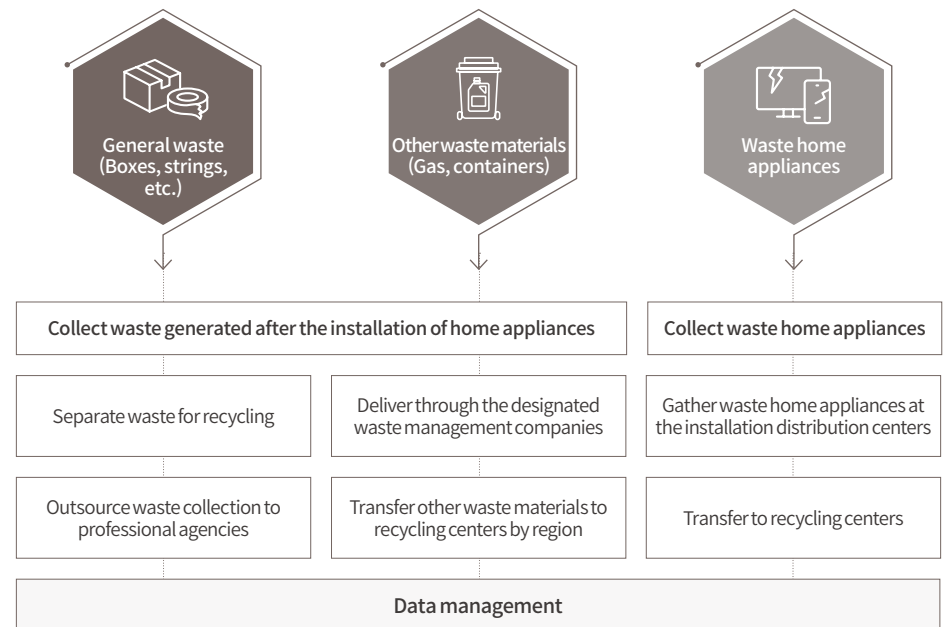 General waste
(Boxes, strings,
etc.)
Other waste materials
(Gas, containers)
Waste home
appliances
Collect waste generated after the installation of home appliances
Collect waste home appliances
Separate waste for recycling
Deliver through the designated
waste management companies
Gather waste home appliances at
the installation distribution centers
Outsource waste collection to
professional agencies
Transfer other waste materials to
recycling centers by region
Transfer to recycling centers
Data management